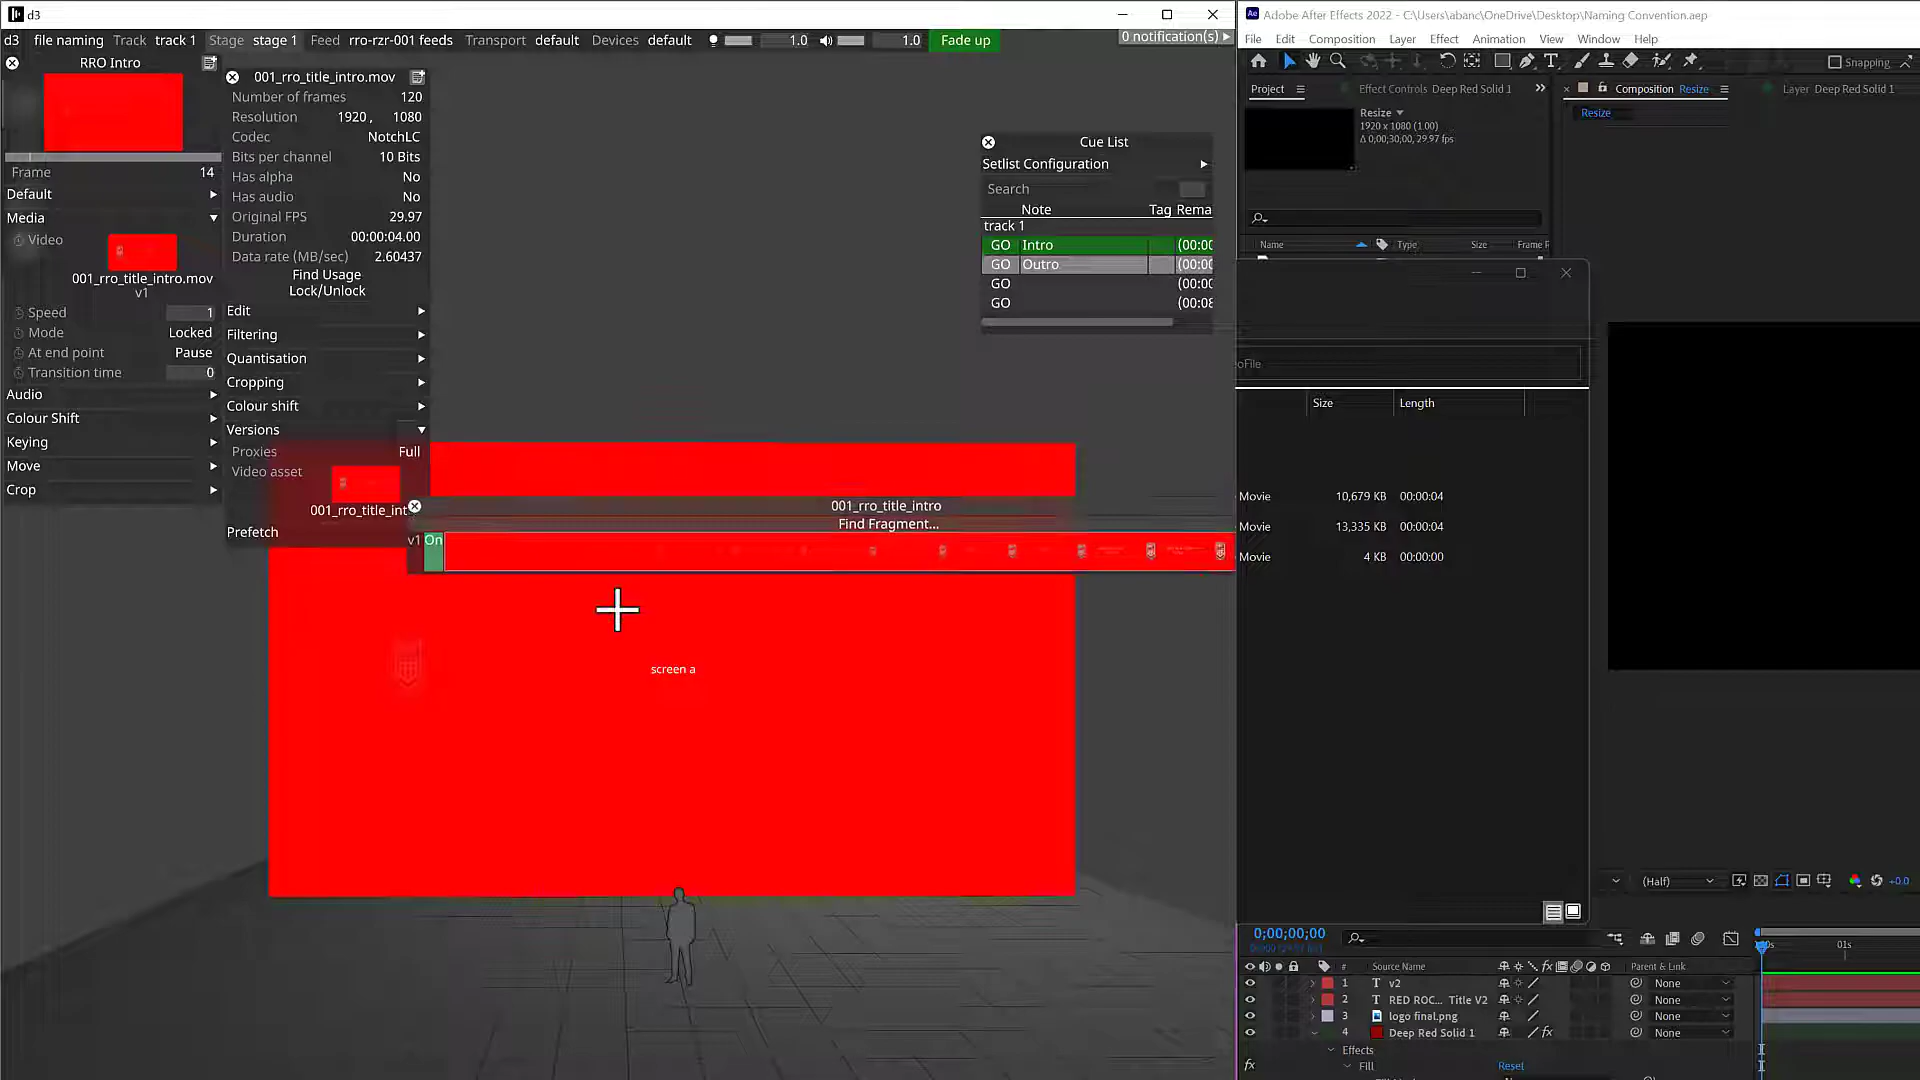 d3
d3 file naming Track track 1 Stage stage 1 Feed rro-rzr-001 feeds Transport default Devices default 1.0 1.0 Fade up
0 notification(s)
RRO Intro
Frame 14
Default
Media
Video
001_rro_title_intro.mov
v1
Speed 1
Mode Locked
At end point Pause
Transition time 0
Audio
Colour Shift
Keying
Move
Crop
001_rro_title_intro.mov
Number of frames 120
Resolution 1920, 1080
Codec NotchLC
Bits per channel 10 Bits
Has alpha No
Has audio No
Original FPS 29.97
Duration 00:00:04.00
Data rate (MB/sec) 2.60437
Find Usage
Lock/Unlock
Edit
Filtering
Quantisation
Cropping
Colour shift
Versions
Proxies Full
Video asset
001_rro_title_int
Prefetch
001_rro_title_intro
Find Fragment...
v1 On
screen a
Cue List
Setlist Configuration
Search
Note Tag Rema
track 1
GO Intro (00:00
GO Outro (00:00
GO (00:00
GO (00:08
Adobe After Effects 2022 - C:\Users\abanc\OneDrive\Desktop\Naming Convention.aep
File Edit Composition Layer Effect Animation View Window Help
Snapping
Project Effect Controls Deep Red Solid 1
Composition Resize Layer Deep Red Solid 1
Resize
Resize
1920 x 1080 (1.00)
Δ 0;00;30;00, 29.97 fps
Name Type Size Frame R
oFile
Size Length
Movie 10,679 KB 00:00:04
Movie 13,335 KB 00:00:04
Movie 4 KB 00:00:00
(Half) +0.0
0;00;00;00
01s
# Source Name Parent & Link
1 T v2 None
2 T RED ROC... Title V2 None
3 logo final.png None
4 Deep Red Solid 1 None
Effects
fx Fill Reset